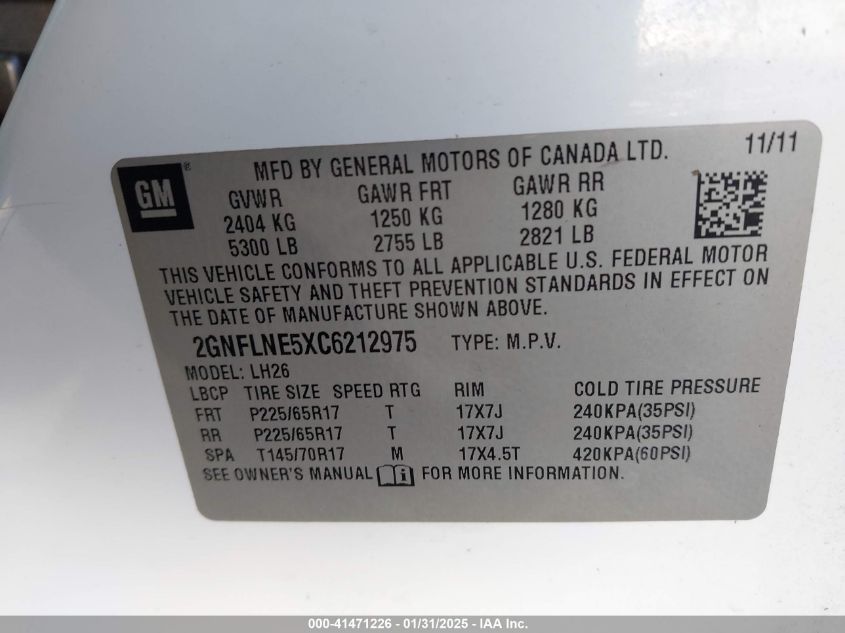 GM ®
MFD BY GENERAL MOTORS OF CANADA LTD. 11/11
GVWR GAWR FRT GAWR RR
2404 KG 1250 KG 1280 KG
5300 LB 2755 LB 2821 LB
THIS VEHICLE CONFORMS TO ALL APPLICABLE U.S. FEDERAL MOTOR
VEHICLE SAFETY AND THEFT PREVENTION STANDARDS IN EFFECT ON
THE DATE OF MANUFACTURE SHOWN ABOVE.
2GNFLNE5XC6212975 TYPE: M.P.V.
MODEL: LH26
LBCP TIRE SIZE SPEED RTG RIM COLD TIRE PRESSURE
FRT P225/65R17 T 17X7J 240KPA(35PSI)
RR P225/65R17 T 17X7J 240KPA(35PSI)
SPA T145/70R17 M 17X4.5T 420KPA(60PSI)
SEE OWNER'S MANUAL i FOR MORE INFORMATION.
000-41471226 - 01/31/2025 - IAA Inc.